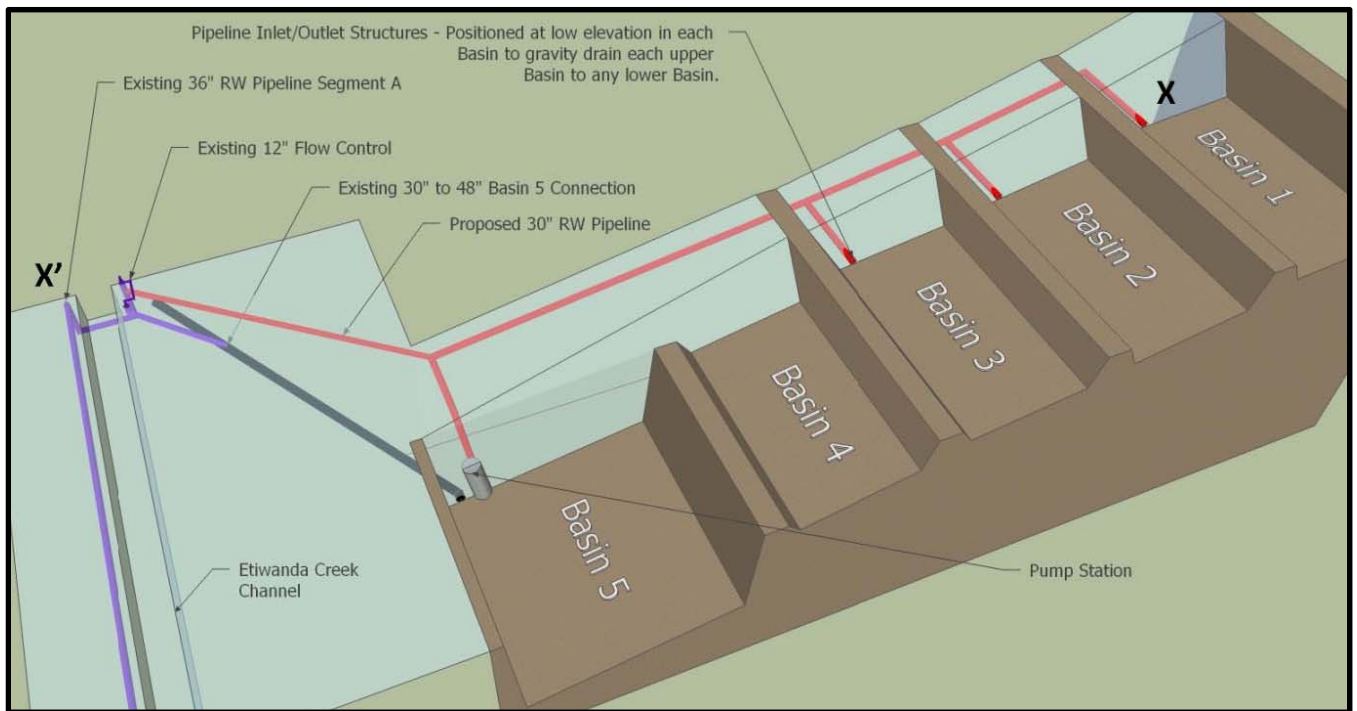 Pipeline Inlet/Outlet Structures - Positioned at low elevation in each
Basin to gravity drain each upper
Basin to any lower Basin.
Existing 36" RW Pipeline Segment A
X
Existing 12" Flow Control
Basin 1
Existing 30" to 48" Basin 5 Connection
Proposed 30" RW Pipeline
Basin 2
X'
Basin 3
Basin 4
Basin 5
Etiwanda Creek
Channel
Pump Station